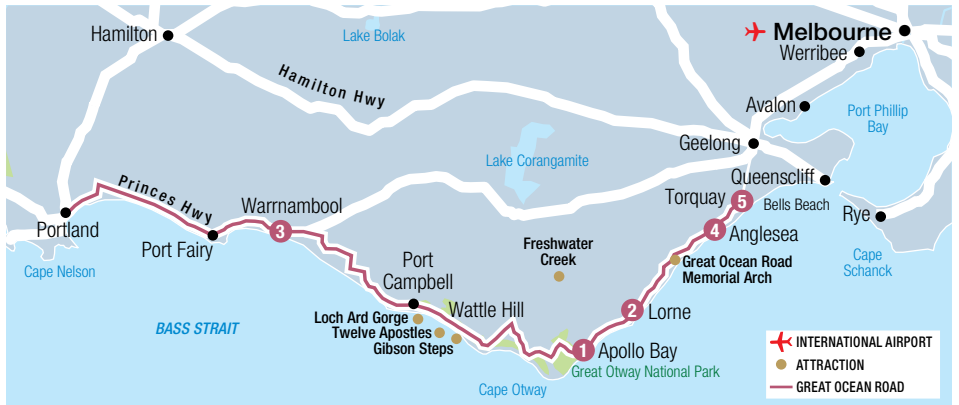 Hamilton
Lake Bolak
Melbourne
Werribee
Hamilton Hwy
Avalon
Port Phillip
Bay
Geelong
Lake Corangamite
Queenscliff
Princes Hwy
Warrnambool
Torquay
5
Bells Beach
Portland
3
4
Anglesea
Rye
Port Fairy
Freshwater
Creek
Great Ocean Road
Memorial Arch
Cape Nelson
Port
Campbell
Cape
Schanck
Loch Ard Gorge
Wattle Hill
2
Lorne
BASS STRAIT
Twelve Apostles
Gibson Steps
1
Apollo Bay
Great Otway National Park
Cape Otway
INTERNATIONAL AIRPORT
ATTRACTION
GREAT OCEAN ROAD